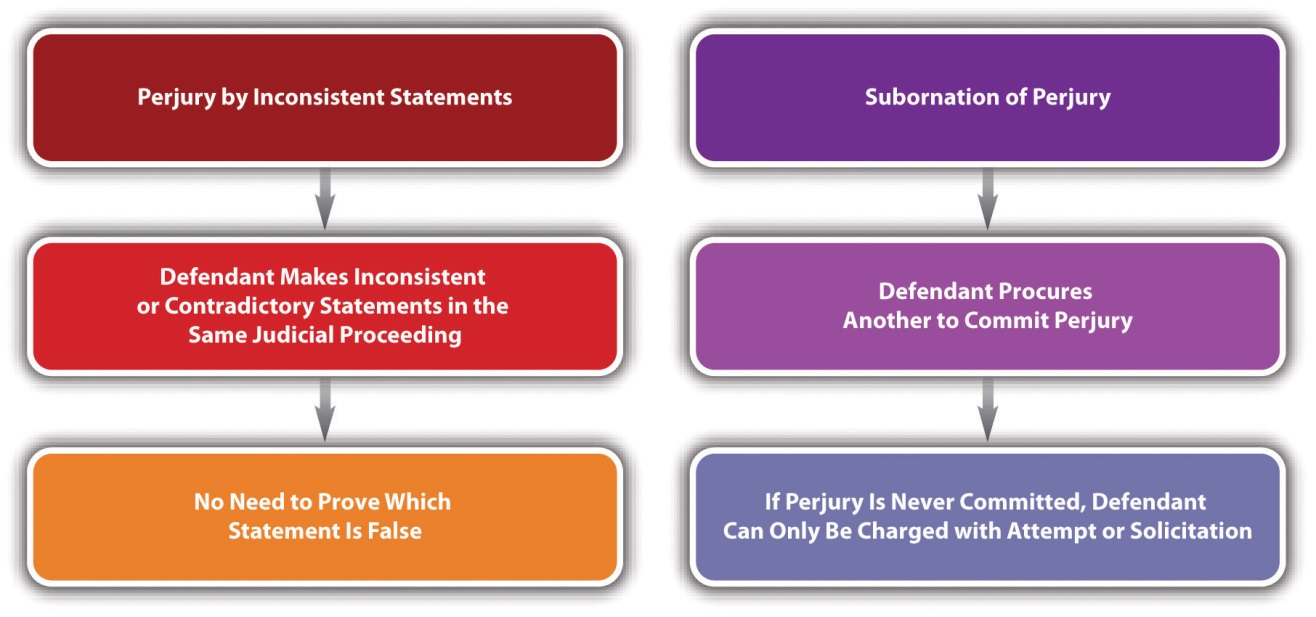 Perjury by Inconsistent Statements
Defendant Makes Inconsistent
or Contradictory Statements in the
Same Judicial Proceeding
No Need to Prove Which
Statement Is False
Subornation of Perjury
Defendant Procures
Another to Commit Perjury
If Perjury Is Never Committed, Defendant
Can Only Be Charged with Attempt or Solicitation